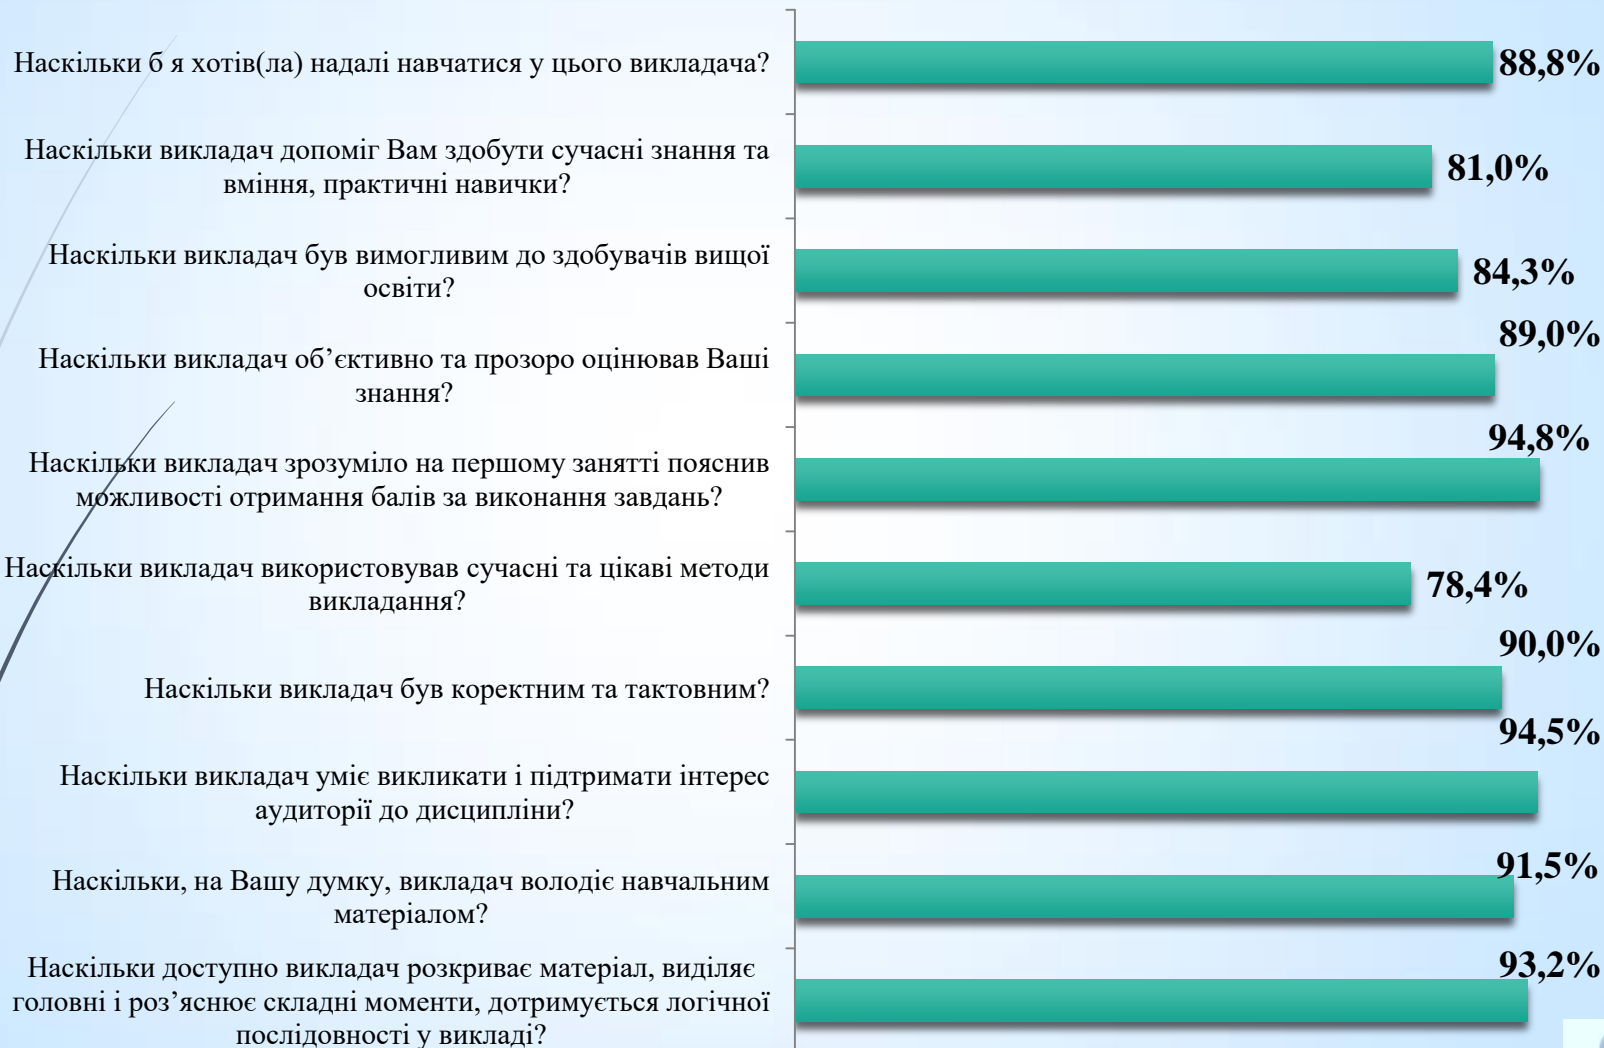 Наскільки б я хотів(ла) надалі навчатися у цього викладача?
88,8%
Наскільки викладач допоміг Вам здобути сучасні знання та
вміння, практичні навички?
81,0%
Наскільки викладач був вимогливим до здобувачів вищої
освіти?
84,3%
Наскільки викладач об’єктивно та прозоро оцінював Ваші
знання?
89,0%
Наскільки викладач зрозуміло на першому занятті пояснив
можливості отримання балів за виконання завдань?
94,8%
Наскільки викладач використовував сучасні та цікаві методи
викладання?
78,4%
Наскільки викладач був коректним та тактовним?
90,0%
Наскільки викладач уміє викликати і підтримати інтерес
аудиторії до дисципліни?
94,5%
Наскільки, на Вашу думку, викладач володіє навчальним
матеріалом?
91,5%
Наскільки доступно викладач розкриває матеріал, виділяє
головні і роз’яснює складні моменти, дотримується логічної
послідовності у викладі?
93,2%